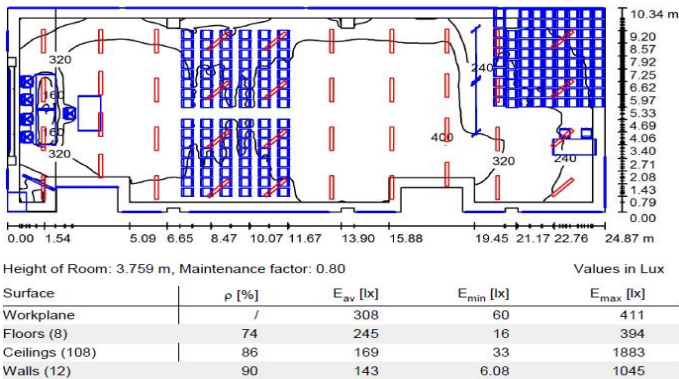 10.34 m
9.20
8.57
7.92
7.25
6.62
5.97
5.33
4.69
4.06
3.40
2.71
2.08
1.43
0.79
0.00
320
240
160
160
400
320
320
240
0.00 1.54 5.09 6.65 8.47 10.07 11.67 13.90 15.88 19.45 21.17 22.76 24.87 m
Height of Room: 3.759 m, Maintenance factor: 0.80 Values in Lux
Surface ρ [%] Eav [lx] Emin [lx] Emax [lx]
Workplane / 308 60 411
Floors (8) 74 245 16 394
Ceilings (108) 86 169 33 1883
Walls (12) 90 143 6.08 1045